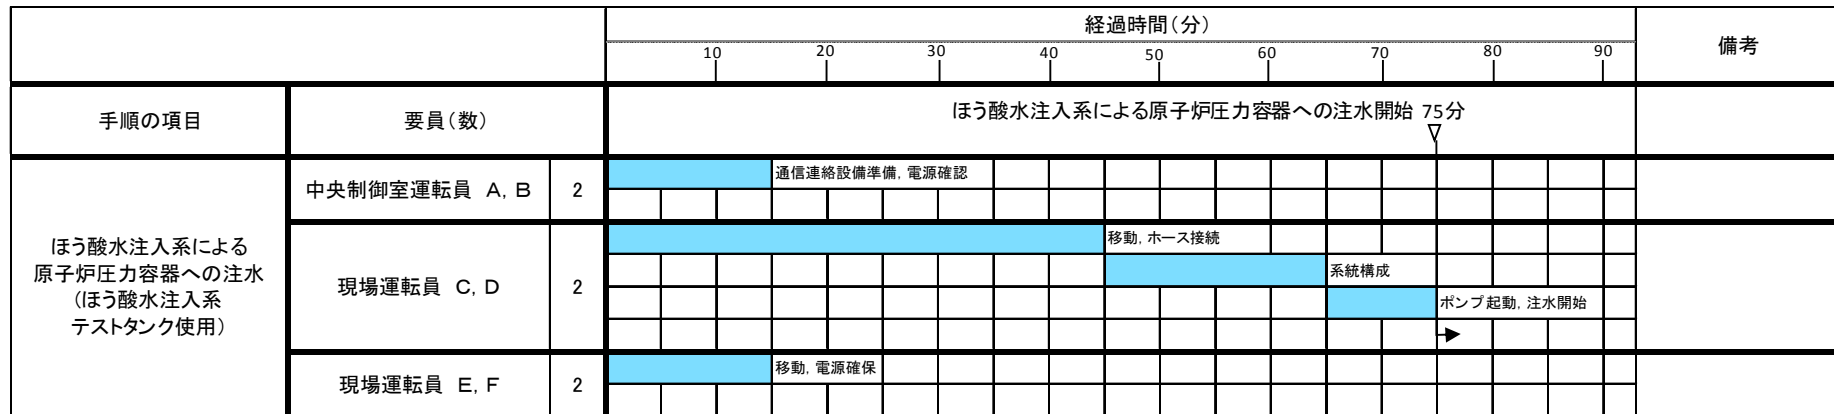 経過時間（分）
備考
10 20 30 40 50 60 70 80 90
手順の項目
要員（数）
ほう酸水注入系による原子炉圧力容器への注水開始 75分
ほう酸水注入系による
原子炉圧力容器への注水
（ほう酸水注入系
テストタンク使用）
中央制御室運転員 A, B
2
通信連絡設備準備, 電源確認
現場運転員 C, D
2
移動, ホース接続
系統構成
ポンプ起動, 注水開始
現場運転員 E, F
2
移動, 電源確保